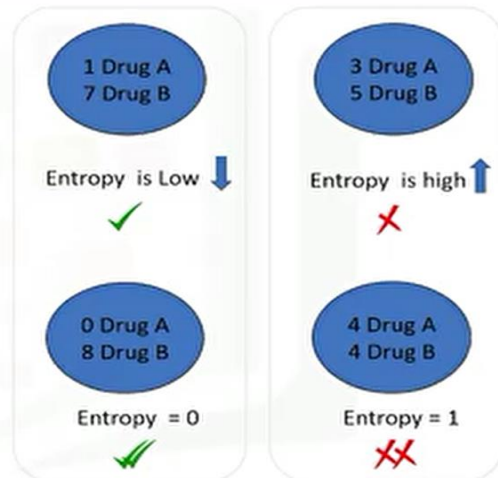 1 Drug A
7 Drug B
Entropy is Low
0 Drug A
8 Drug B
Entropy = 0
3 Drug A
5 Drug B
Entropy is high
4 Drug A
4 Drug B
Entropy = 1